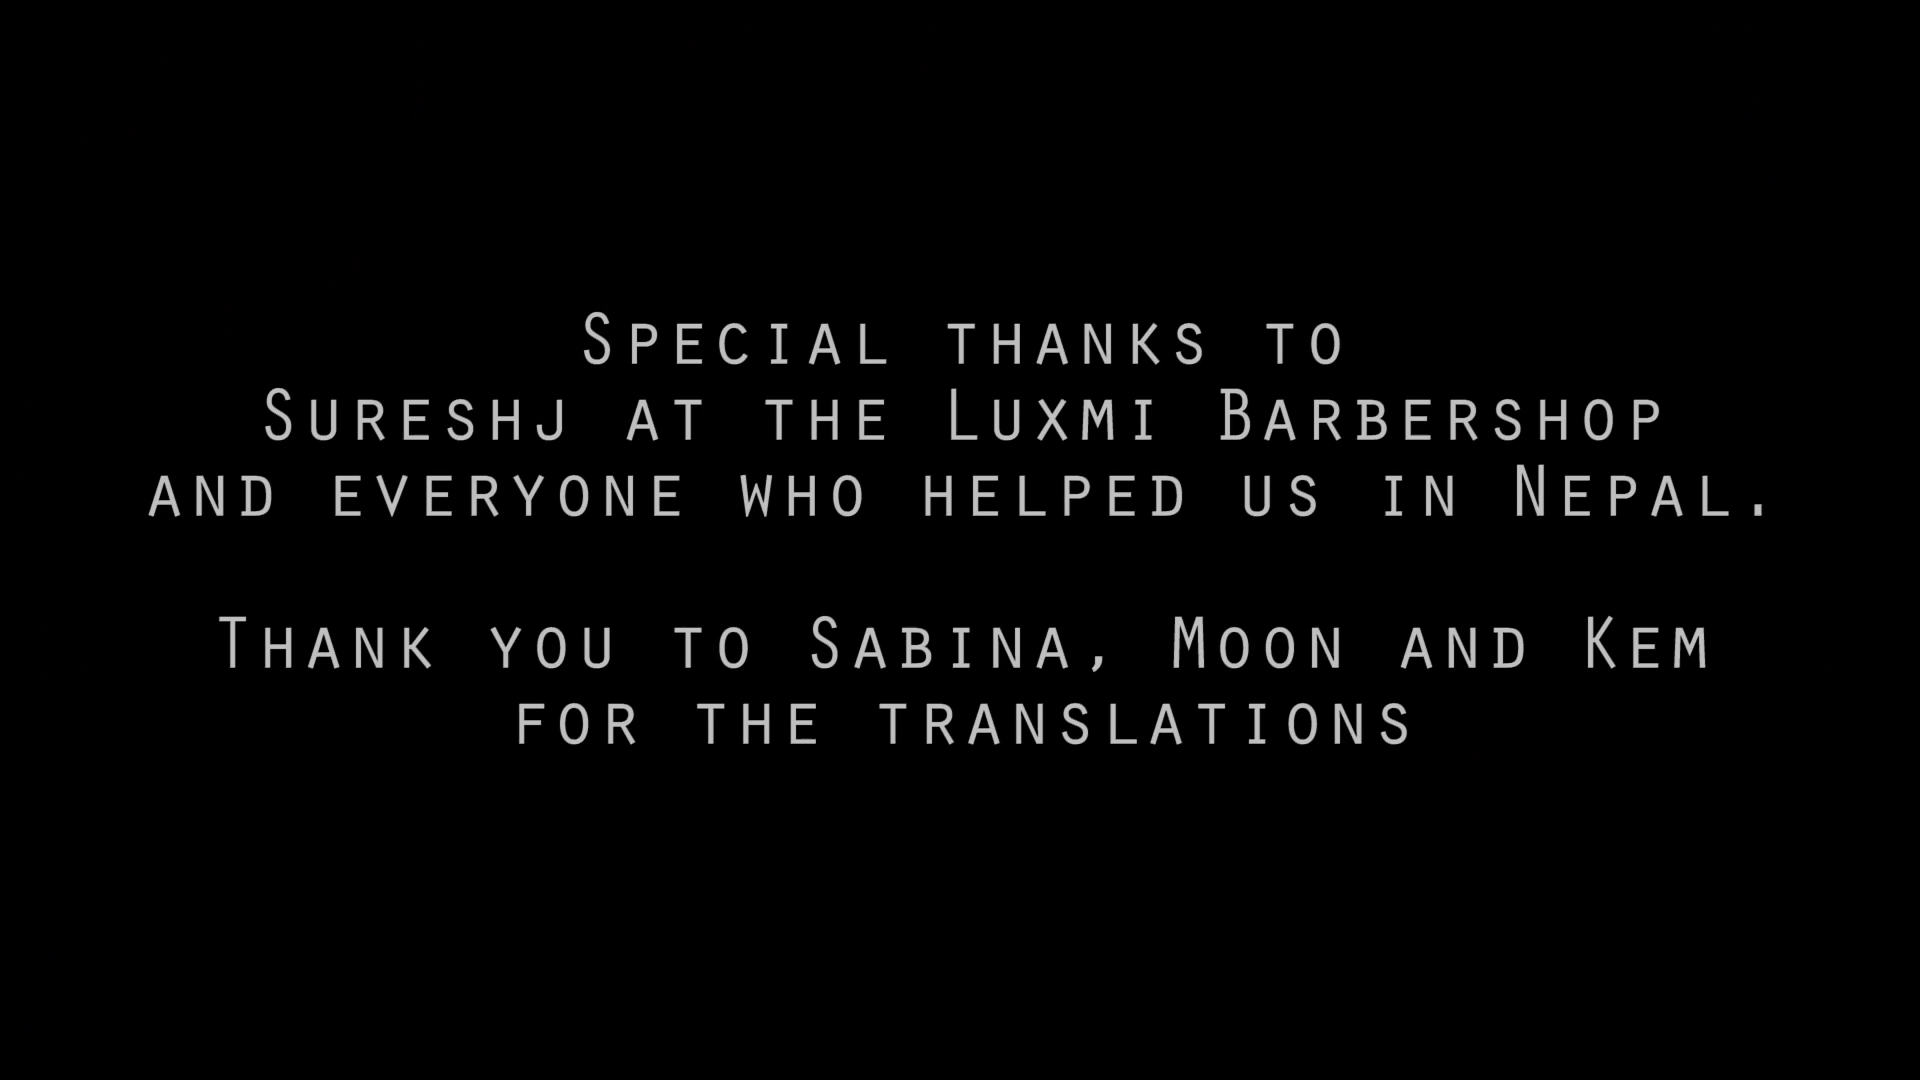 Special thanks to
Sureshj at the Luxmi Barbershop
and everyone who helped us in Nepal.
Thank you to Sabina, Moon and Kem
for the translations